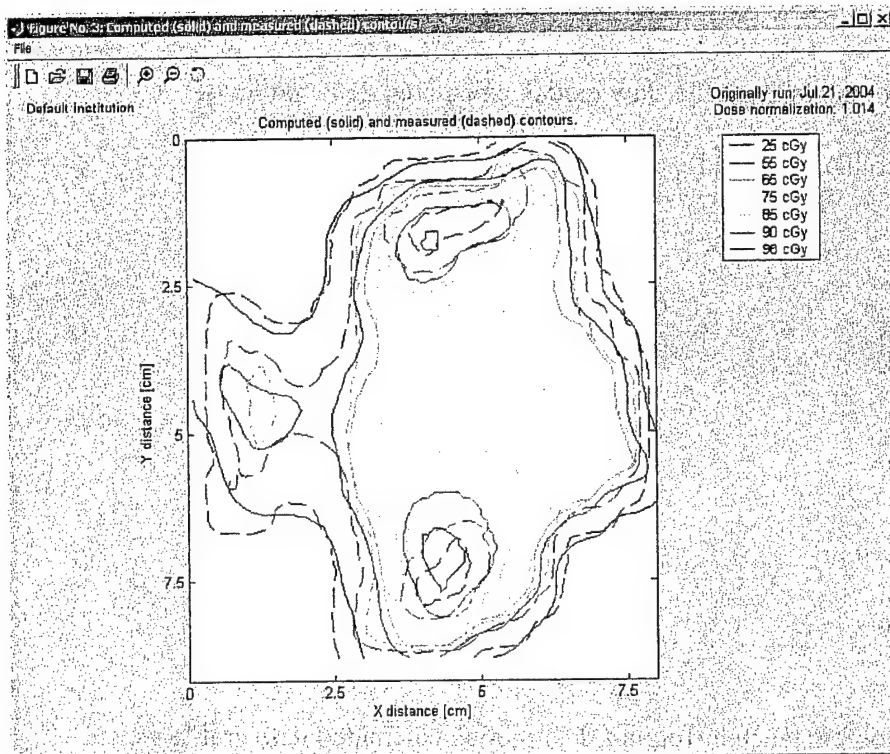 Figure No. 3: Computed (solid) and measured (dashed) contours
File
Default Institution
Originally run: Jul 21, 2004
Dose normalization: 1.014
Computed (solid) and measured (dashed) contours.
25 cGy
55 cGy
65 cGy
75 cGy
85 cGy
90 cGy
98 cGy
0
2.5
5
7.5
Y distance [cm]
0
2.5
5
7.5
X distance [cm]